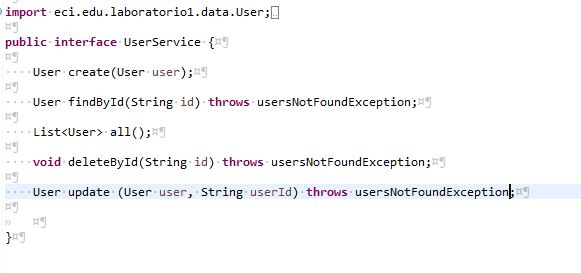 import eci.edu.laboratorio1.data.User;
public interface UserService {
User create(User user);
User findById(String id) throws usersNotFoundException;
List<User> all();
void deleteById(String id) throws usersNotFoundException;
User update (User user, String userId) throws usersNotFoundException;
}